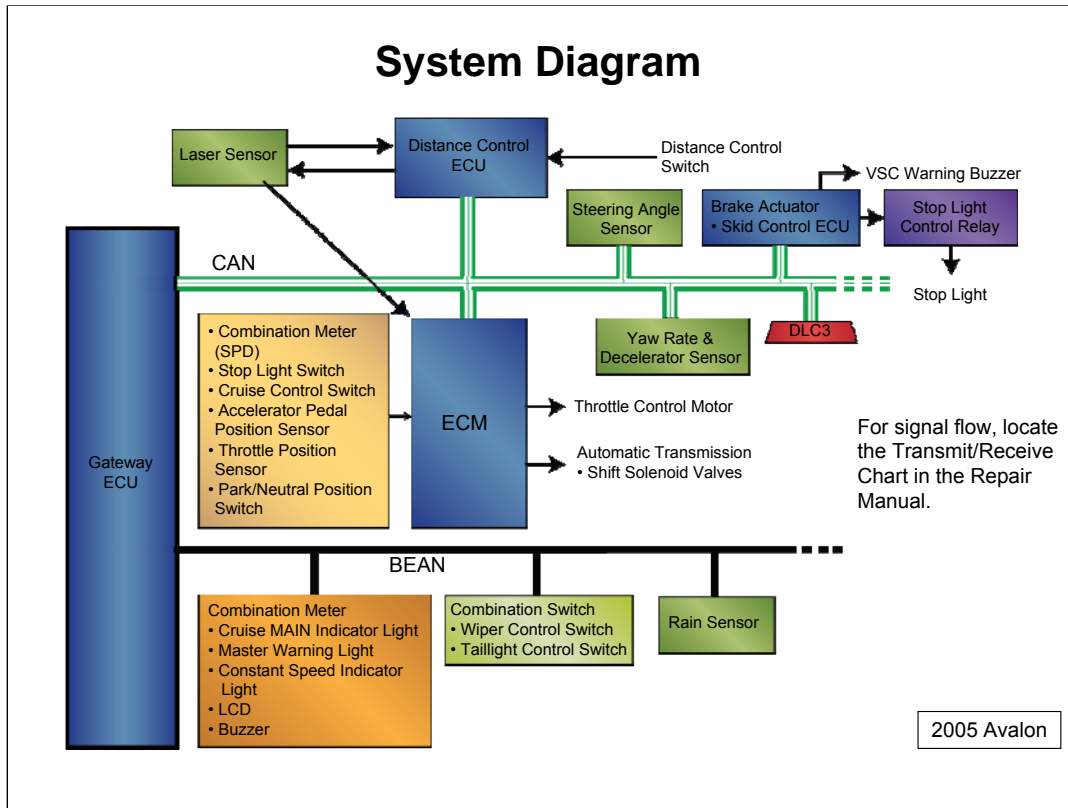 System Diagram
Laser Sensor
Distance Control
ECU
Distance Control
Switch
VSC Warning Buzzer
Steering Angle
Sensor
Brake Actuator
• Skid Control ECU
Stop Light
Control Relay
CAN
Stop Light
Yaw Rate &
Decelerator Sensor
DLC3
Gateway
ECU
• Combination Meter
(SPD)
• Stop Light Switch
• Cruise Control Switch
• Accelerator Pedal
Position Sensor
• Throttle Position
Sensor
• Park/Neutral Position
Switch
ECM
Throttle Control Motor
Automatic Transmission
• Shift Solenoid Valves
For signal flow, locate
the Transmit/Receive
Chart in the Repair
Manual.
BEAN
Combination Meter
• Cruise MAIN Indicator Light
• Master Warning Light
• Constant Speed Indicator
Light
• LCD
• Buzzer
Combination Switch
• Wiper Control Switch
• Taillight Control Switch
Rain Sensor
2005 Avalon